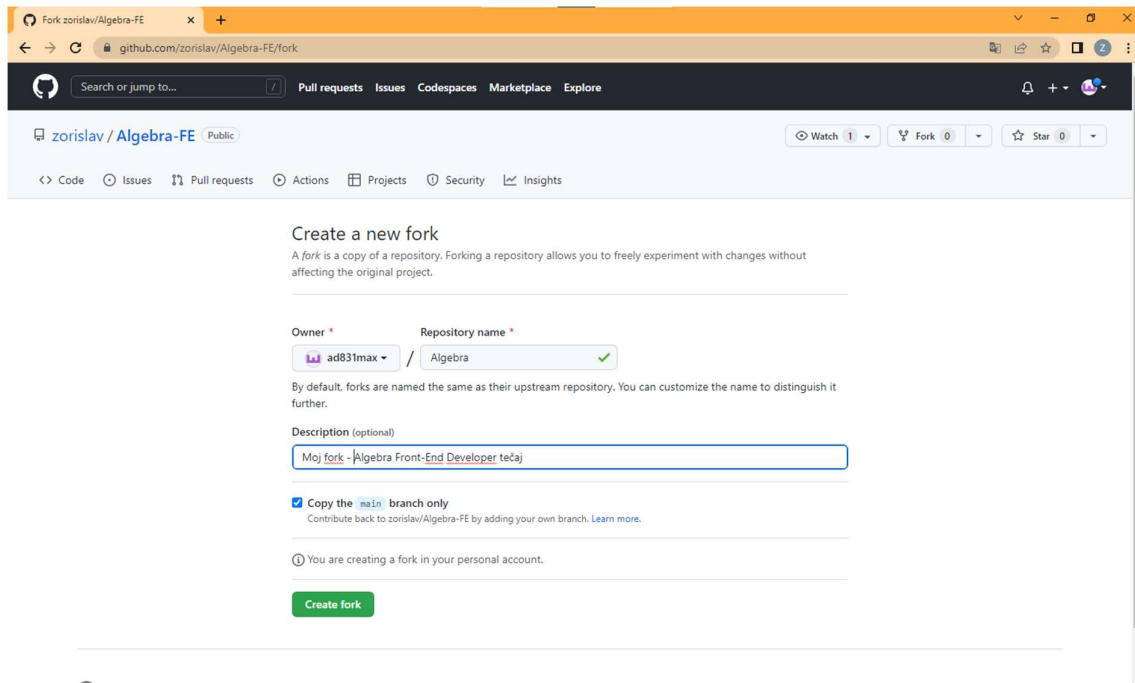 Fork zorislav/Algebra-FE
github.com/zorislav/Algebra-FE/fork
Z
Search or jump to... / Pull requests Issues Codespaces Marketplace Explore
zorislav / Algebra-FE Public
Watch 1 Fork 0 Star 0
Code Issues Pull requests Actions Projects Security Insights
Create a new fork
A fork is a copy of a repository. Forking a repository allows you to freely experiment with changes without
affecting the original project.
Owner * Repository name *
ad831max / Algebra
By default, forks are named the same as their upstream repository. You can customize the name to distinguish it
further.
Description (optional)
Moj fork - Algebra Front-End Developer tečaj
Copy the main branch only
Contribute back to zorislav/Algebra-FE by adding your own branch. Learn more.
You are creating a fork in your personal account.
Create fork